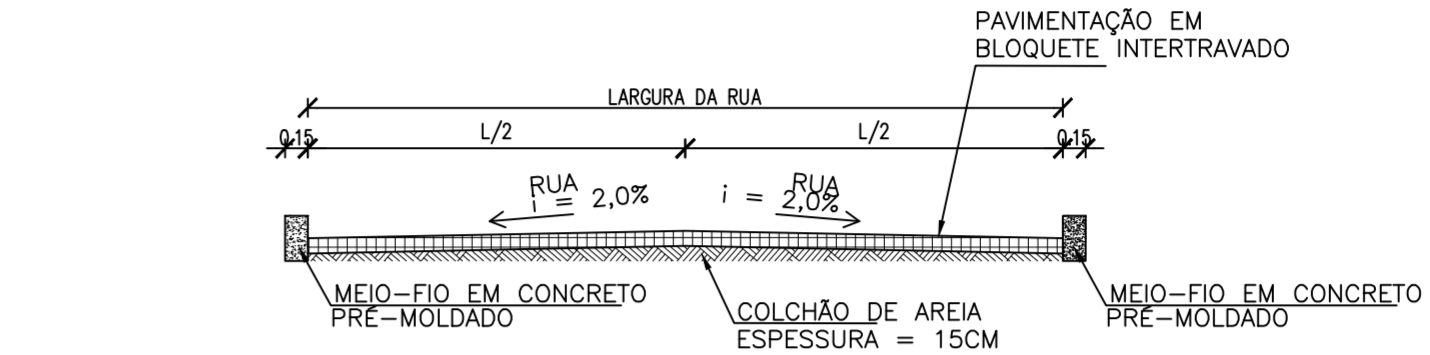 PAVIMENTAÇÃO EM
BLOQUETE INTERTRAVADO
LARGURA DA RUA
0,15
L/2
L/2
0,15
RUA
i = 2,0%
RUA
i = 2,0%
MEIO-FIO EM CONCRETO
PRÉ-MOLDADO
COLCHÃO DE AREIA
ESPESSURA = 15CM
MEIO-FIO EM CONCRETO
PRÉ-MOLDADO